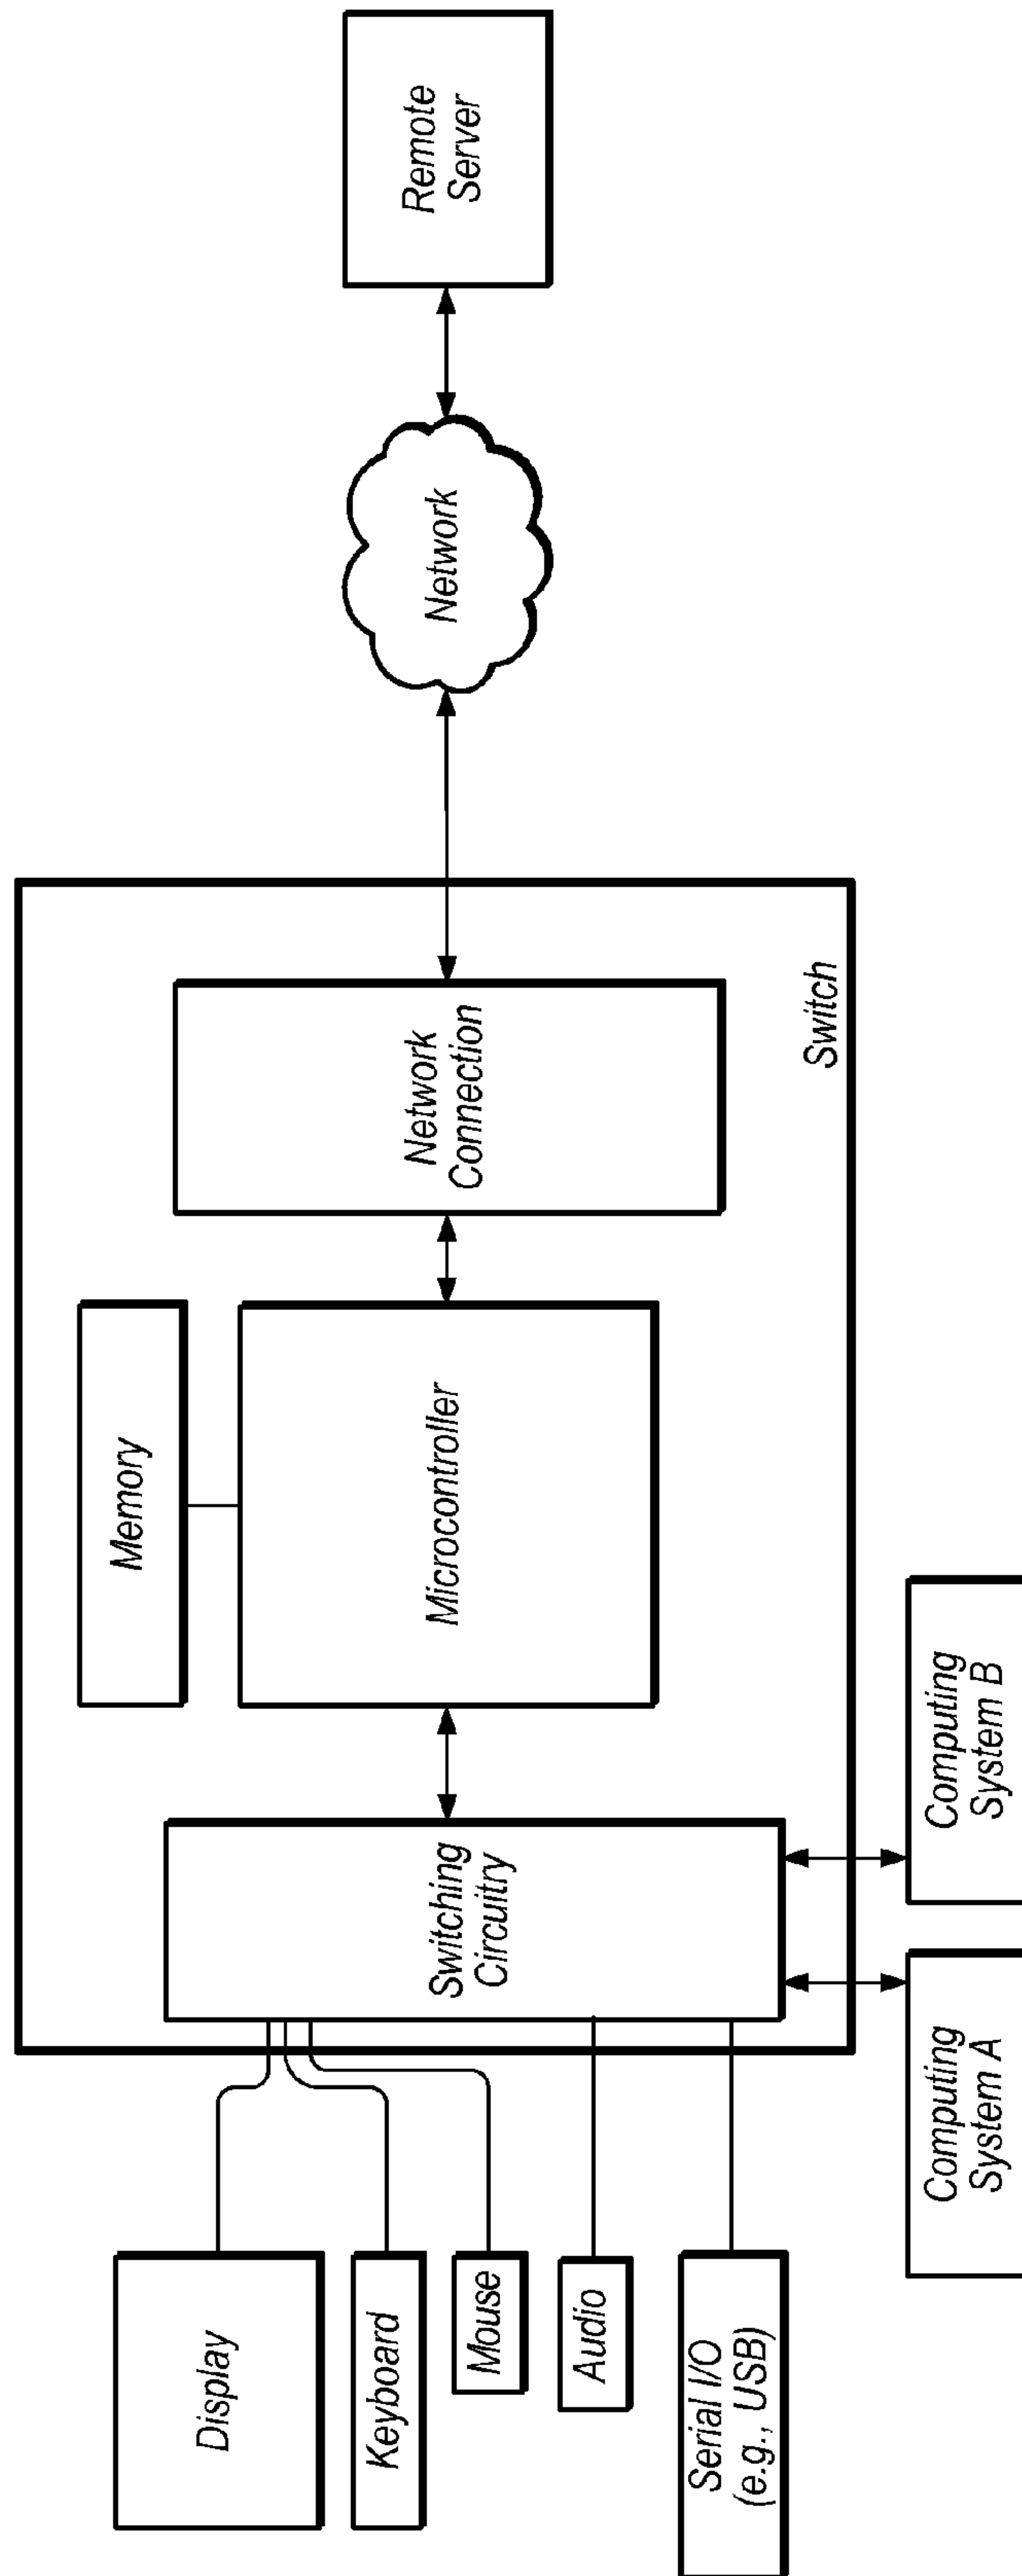 Display
Keyboard
Mouse
Audio
Serial I/O
(e.g., USB)
Switching
Circuitry
Computing
System A
Computing
System B
Memory
Microcontroller
Network
Connection
Switch
Network
Remote
Server